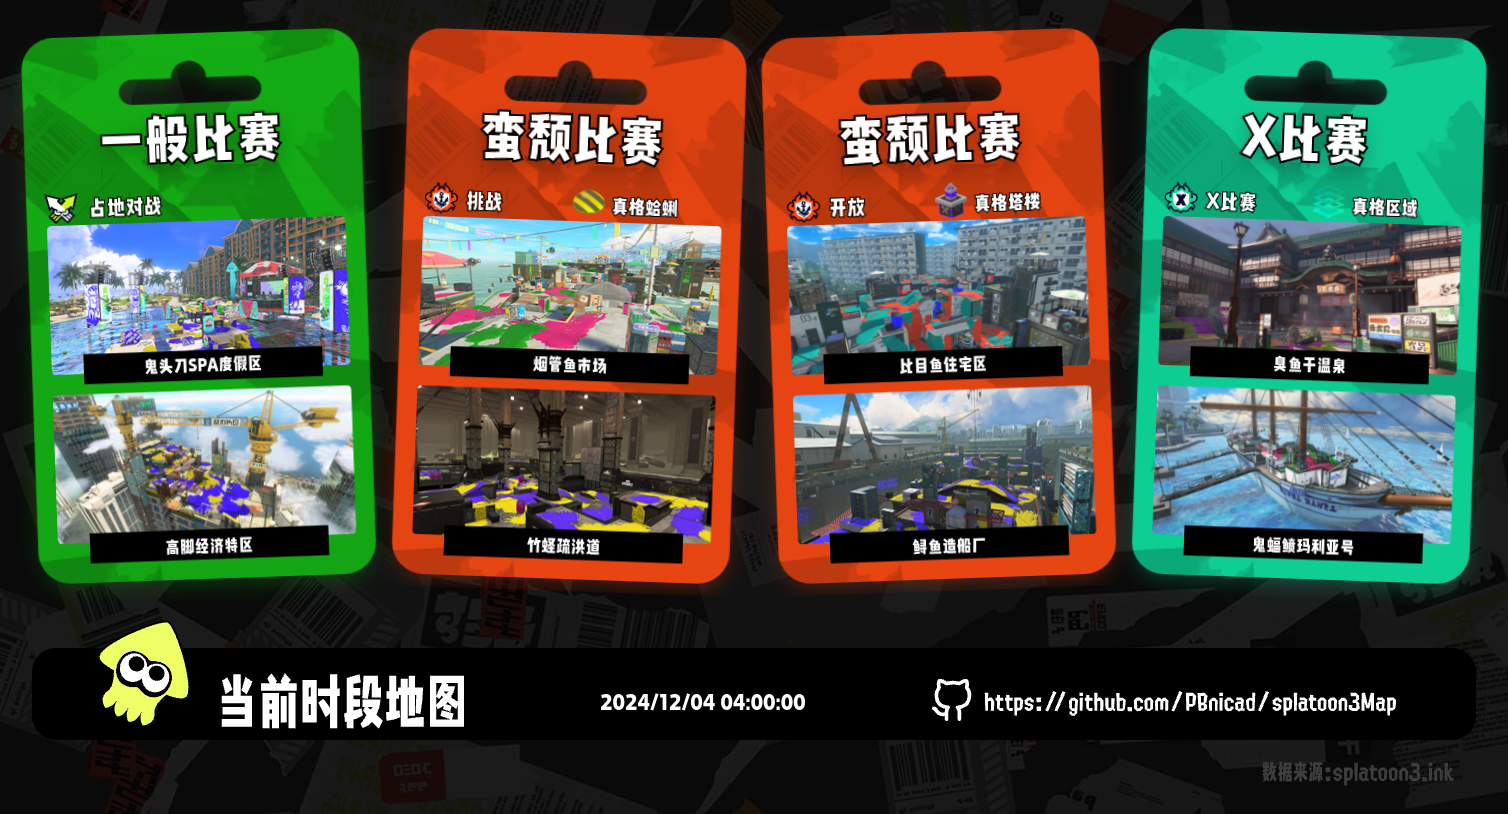 一般比赛
占地对战
鬼头刀SPA度假区
高脚经济特区
蛮颓比赛
挑战
真格蛤蜊
烟管鱼市场
竹蛏疏洪道
蛮颓比赛
开放
真格塔楼
比目鱼住宅区
鲟鱼造船厂
X比赛
X比赛
真格区域
臭鱼干温泉
鬼蝠鲼玛利亚号
当前时段地图
2024/12/04 04:00:00
https://github.com/PBnicad/splatoon3Map
数据来源:splatoon3.ink